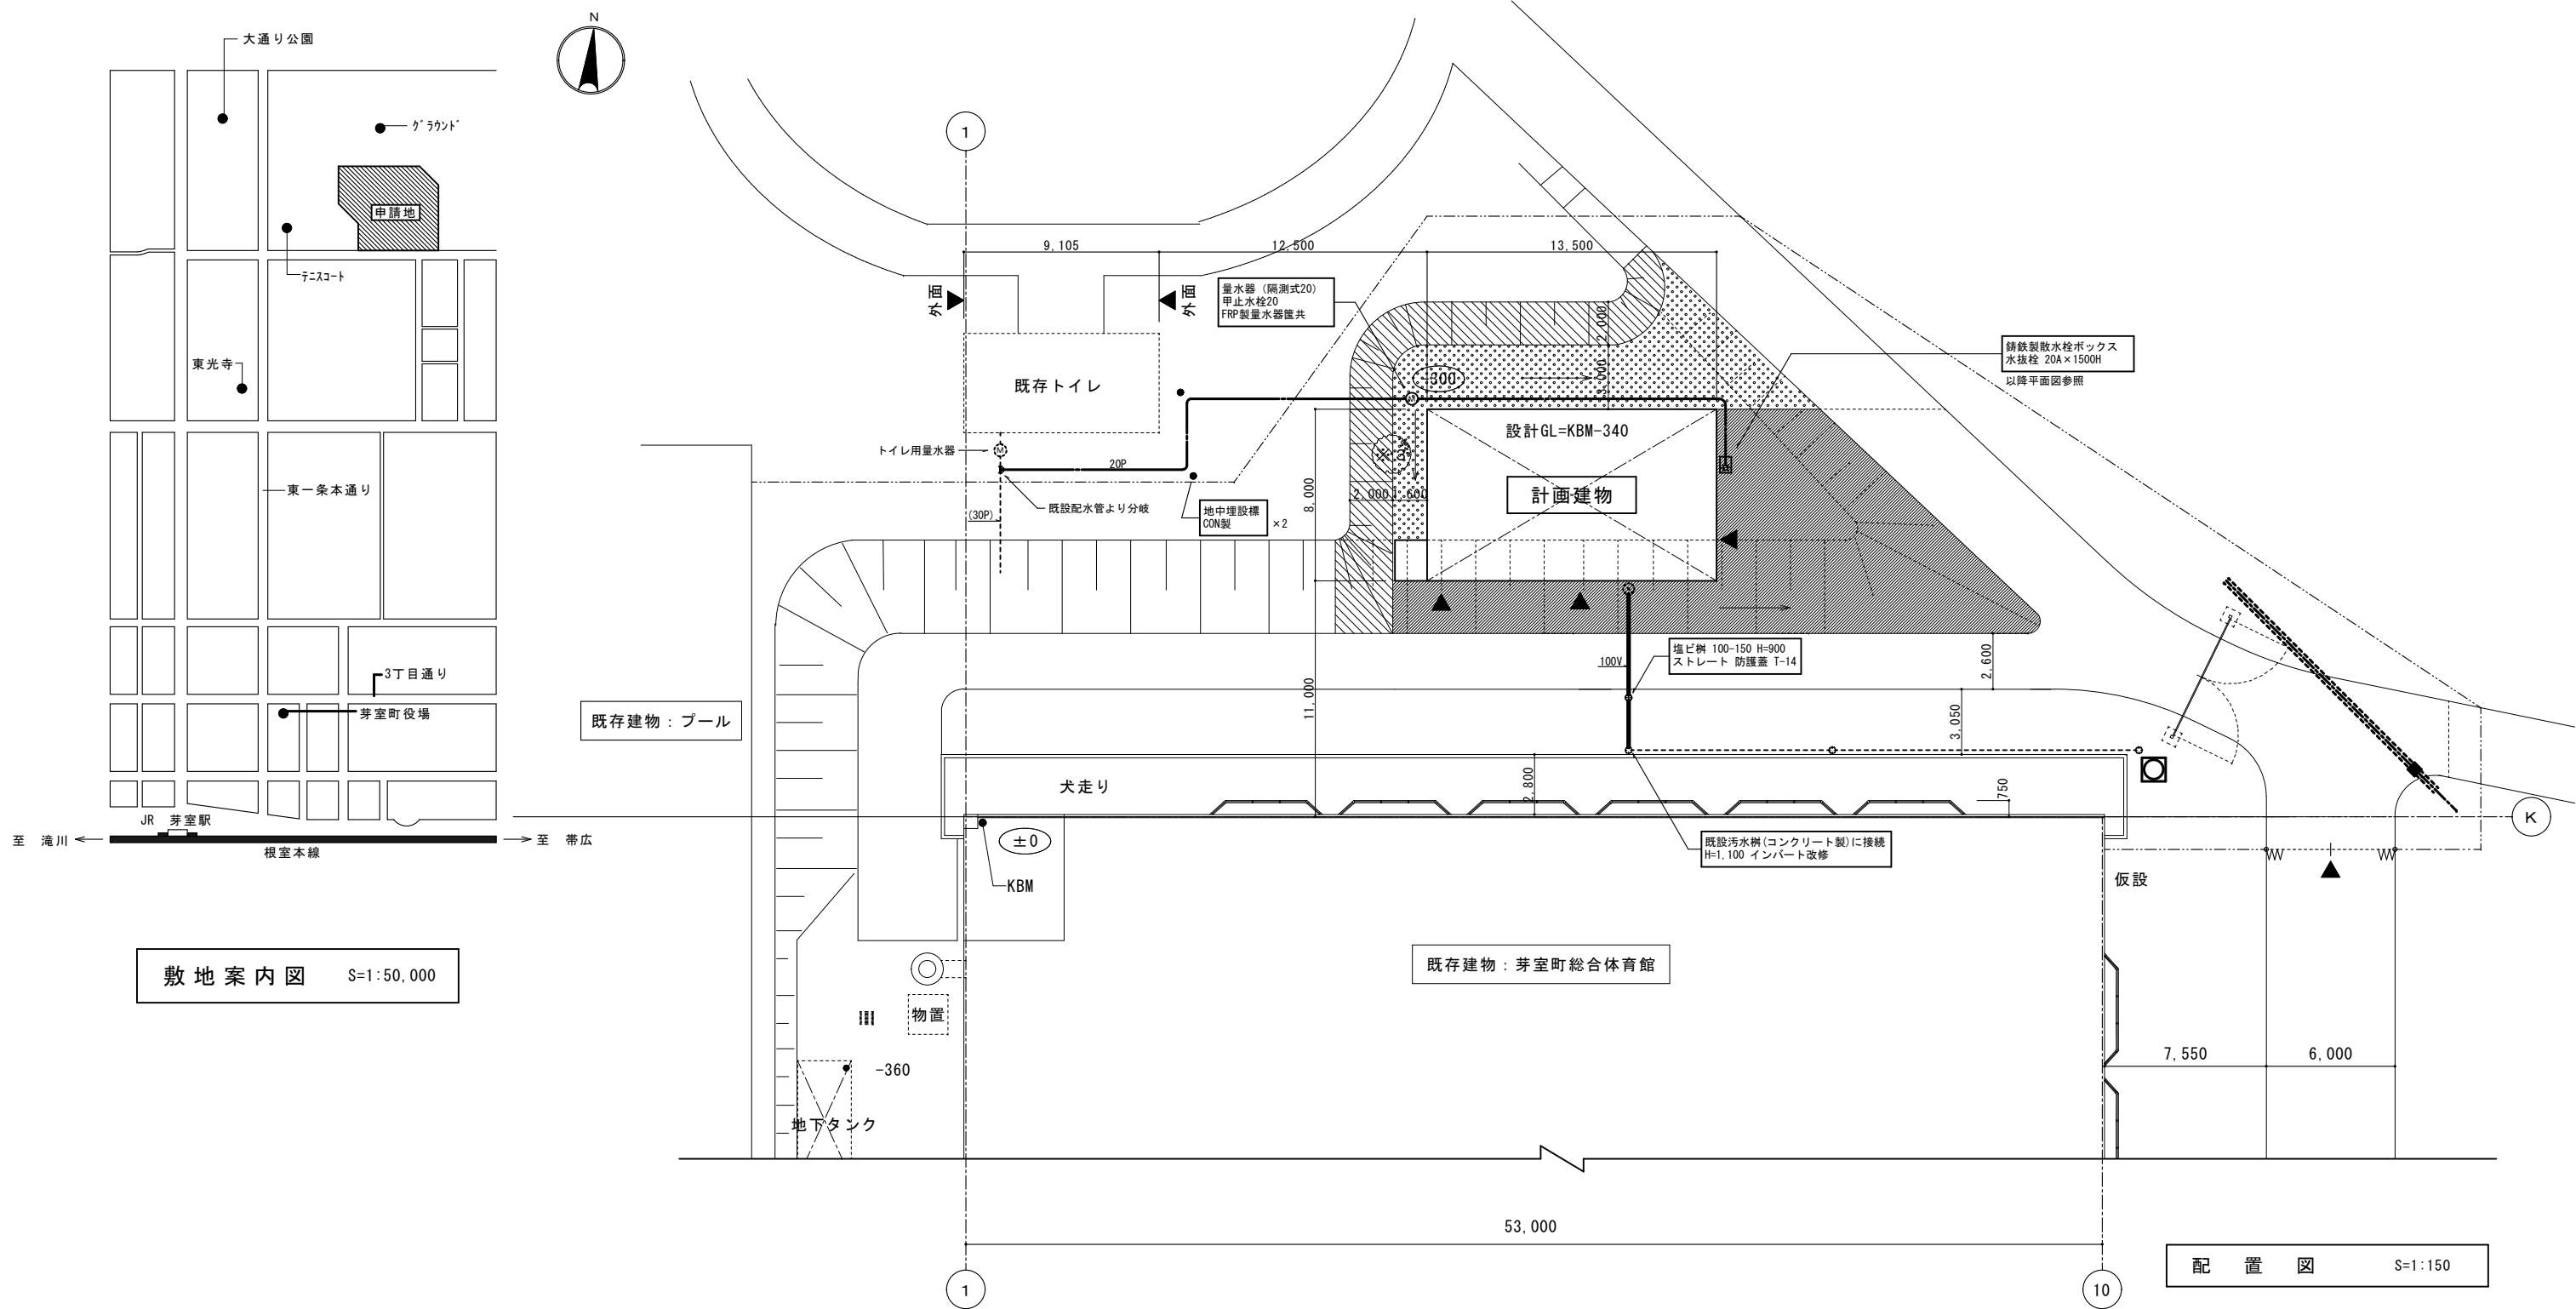 大通り公園
グラウンド
申請地
テニスコート
東光寺
東一条本通り
3丁目通り
芽室町役場
JR 芽室駅
至 滝川
至 帯広
根室本線
敷地案内図 S=1:50,000
N
1
9,105
12,500
13,500
外面
外面
量水器 (隔測式20)
甲止水栓20
FRP製量水器筺共
既存トイレ
-300
2,000
3,000
鋳鉄製散水栓ボックス
水抜栓 20A×1500H
以降平面図参照
M
設計GL=KBM-340
計画建物
トイレ用量水器
M
20P
既設配水管より分岐
(30P)
地中埋設標
CON製
×2
8,000
2,000
600
11,000
100V
塩ビ桝 100-150 H=900
ストレート 防護蓋 T-14
2,600
3,050
既存建物：プール
犬走り
2,800
750
±0
KBM
既設汚水桝(コンクリート製)に接続
H=1,100 インバート改修
K
仮設
既存建物：芽室町総合体育館
物置
-360
地下タンク
7,550
6,000
53,000
1
10
配置図 S=1:150